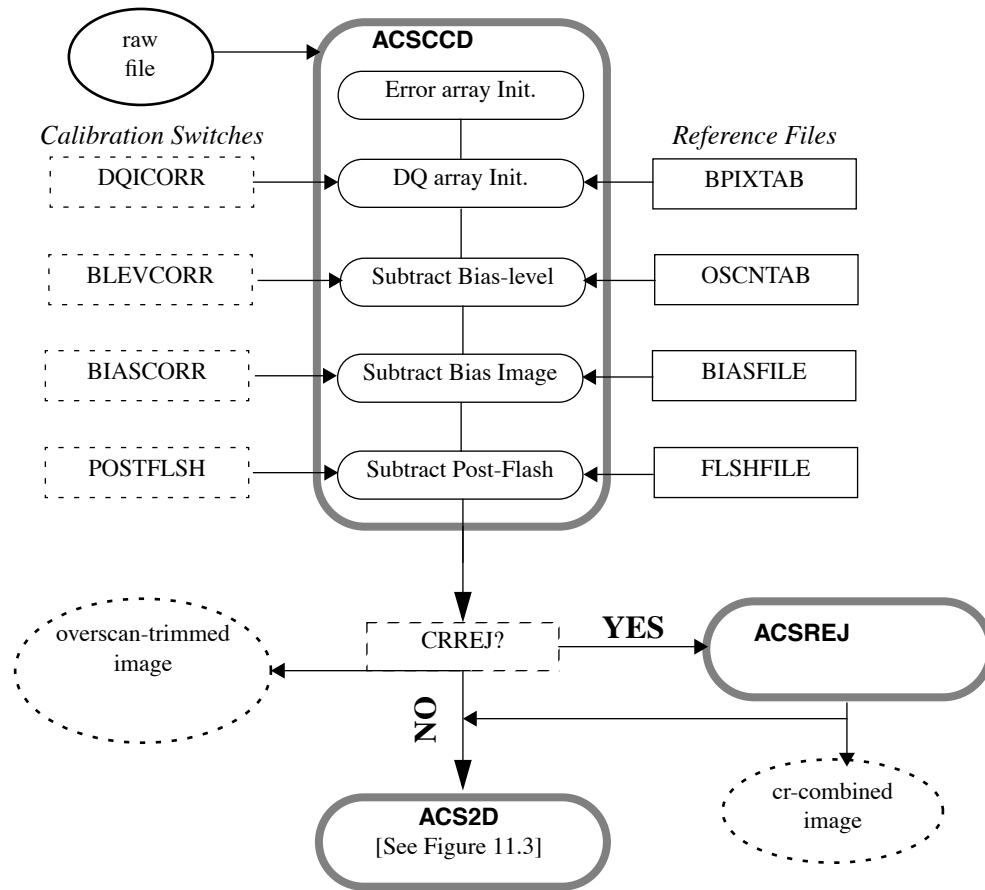 raw
file
ACSCCD
Error array Init.
Calibration Switches
Reference Files
DQICORR
DQ array Init.
BPIXTAB
BLEVCORR
Subtract Bias-level
OSCNTAB
BIASCORR
Subtract Bias Image
BIASFILE
POSTFLSH
Subtract Post-Flash
FLSHFILE
overscan-trimmed
image
CRREJ?
YES
ACSREJ
NO
cr-combined
image
ACS2D
[See Figure 11.3]